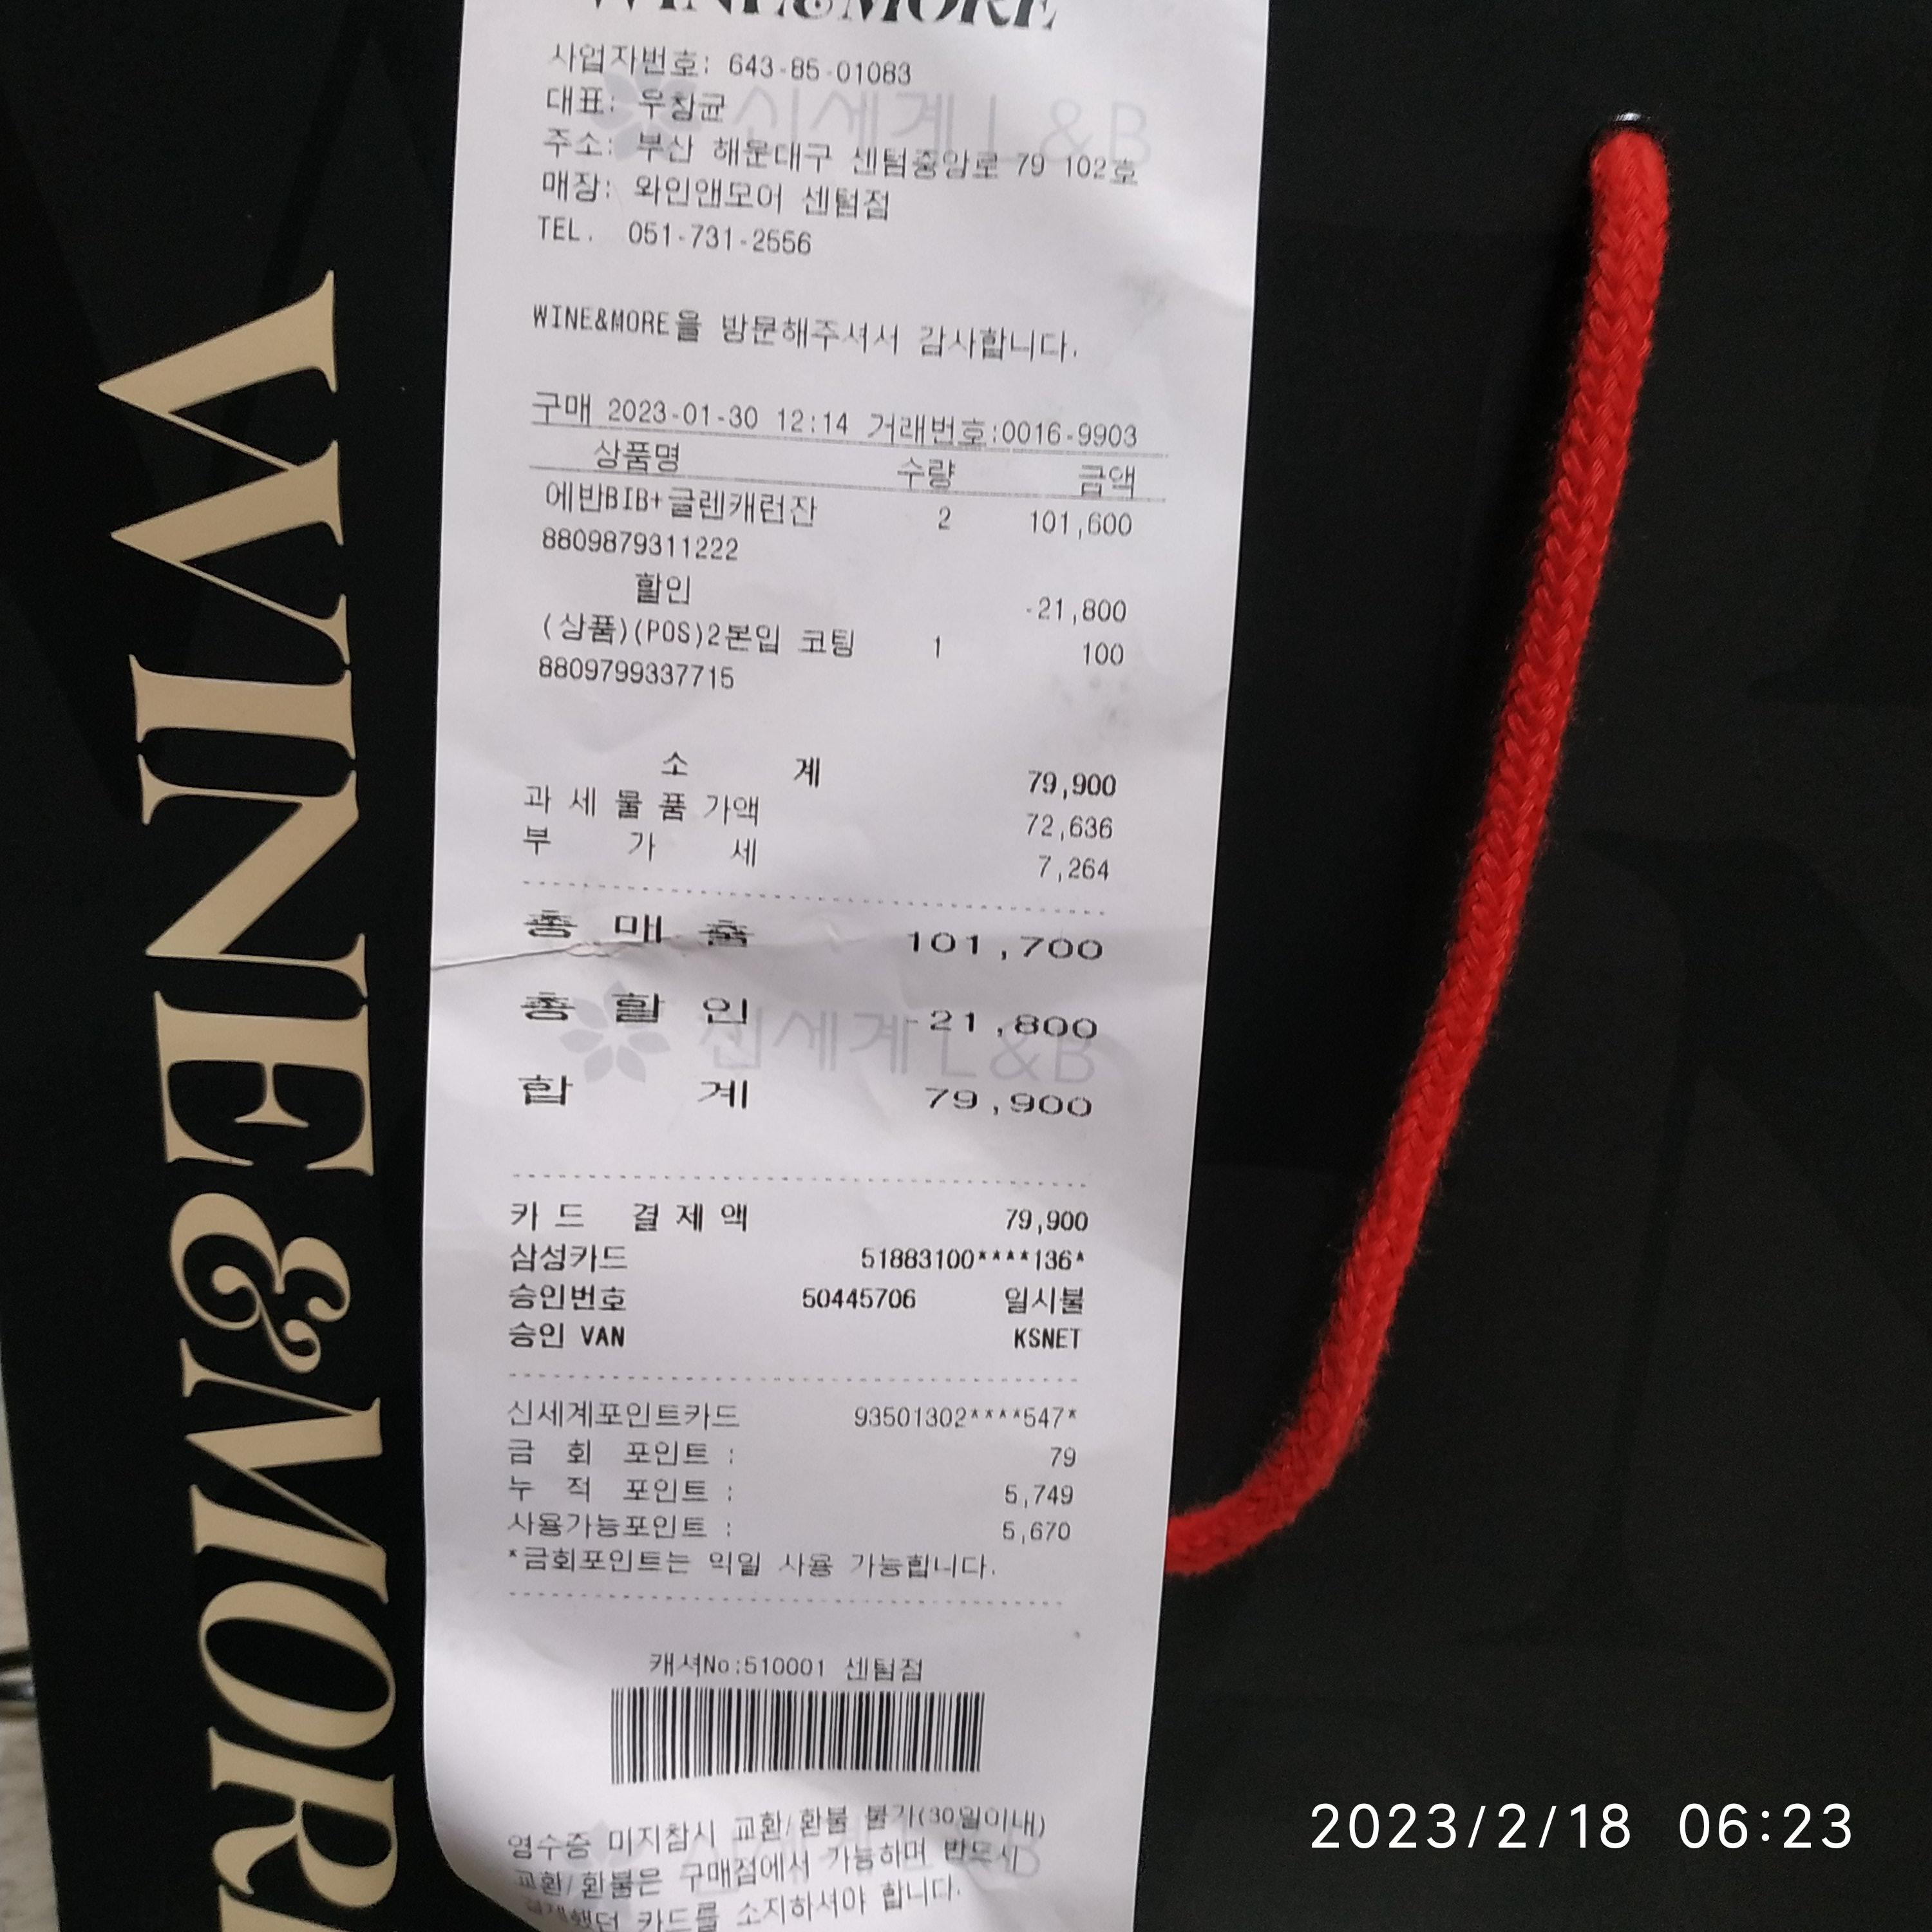 WINE&MORE
사업자번호: 643-85-01083
대표: 우창균
주소: 부산 해운대구 센텀중앙로 79 102호
매장: 와인앤모어 센텀점
TEL. 051-731-2556
WINE&MORE을 방문해주셔서 감사합니다.
구매 2023-01-30 12:14 거래번호:0016-9903
상품명 수량 금액
에반BIB+글렌캐런잔 2 101,600
8809879311222
할인 -21,800
(상품)(POS)2본입 코팅 1 100
8809799337715
소 계 79,900
과 세 물 품 가액 72,636
부 가 세 7,264
총 매 출 101,700
총 할 인 -21,800
합 계 79,900
카 드 결 제 액 79,900
삼성카드 51883100****136*
승인번호 50445706 일시불
승인 VAN KSNET
신세계포인트카드 93501302****547*
금 회 포인트 : 79
누 적 포인트 : 5,749
사용가능포인트 : 5,670
*금회포인트는 익일 사용 가능합니다.
캐셔No:510001 센텀점
영수증 미지참시 교환/환불 불가(30일이내)
교환/환불은 구매점에서 가능하며 반드시
결제했던 카드를 소지하셔야 합니다.
신세계 L&B
신세계 L&B
WINE&MOR
2023/2/18 06:23